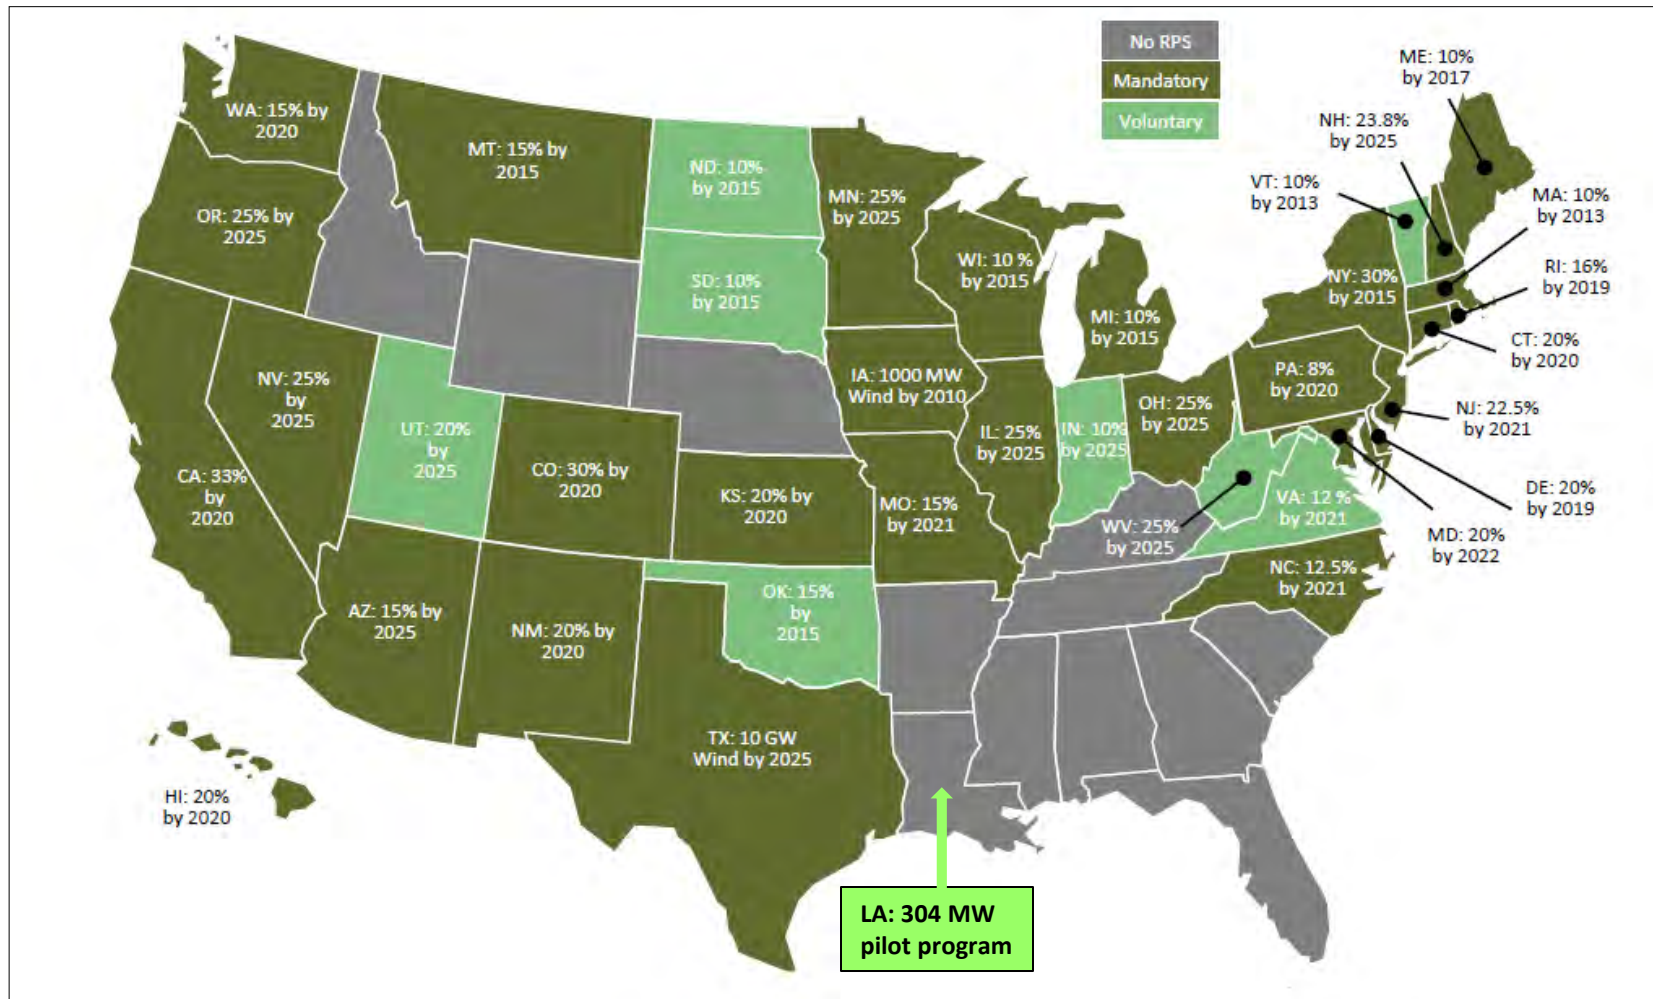 No RPS
Mandatory
Voluntary
ME: 10%
by 2017
NH: 23.8%
by 2025
VT: 10%
by 2013
MA: 10%
by 2013
RI: 16%
by 2019
CT: 20%
by 2020
NJ: 22.5%
by 2021
DE: 20%
by 2019
MD: 20%
by 2022
WA: 15% by
2020
MT: 15% by
2015
ND: 10%
by 2015
MN: 25%
by 2025
OR: 25% by
2025
SD: 10%
by 2015
WI: 10 %
by 2015
MI: 10%
by 2015
NY: 30%
by 2015
PA: 8%
by 2020
NV: 25%
by
2025
IA: 1000 MW
Wind by 2010
OH: 25%
by 2025
UT: 20%
by
2025
IL: 25%
by 2025
IN: 10%
by 2025
CA: 33%
by
2020
CO: 30% by
2020
KS: 20% by
2020
MO: 15%
by 2021
WV: 25%
by 2025
VA: 12 %
by 2021
NC: 12.5%
by 2021
AZ: 15% by
2025
NM: 20% by
2020
OK: 15%
by
2015
TX: 10 GW
Wind by 2025
HI: 20%
by 2020
LA: 304 MW
pilot program